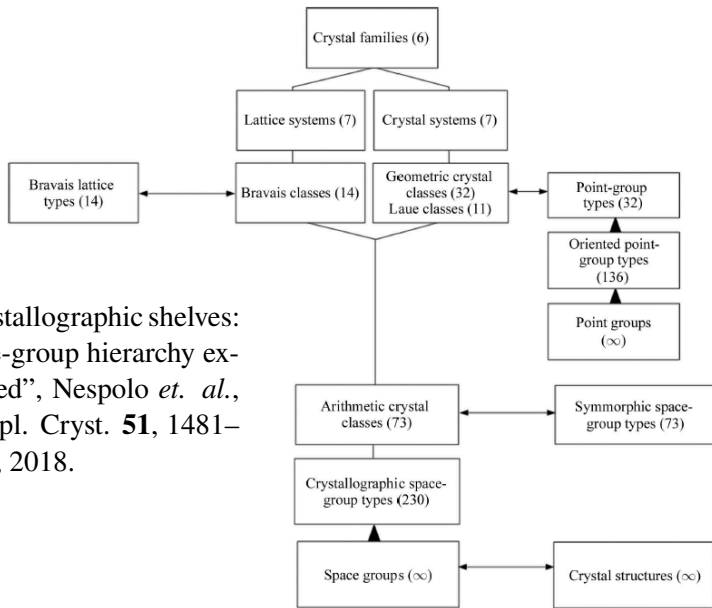 Crystal families (6)
Lattice systems (7)
Crystal systems (7)
Bravais lattice
types (14)
Bravais classes (14)
Geometric crystal
classes (32)
Laue classes (11)
Point-group
types (32)
Oriented point-
group types
(136)
Point groups
(∞)
stallographic shelves:
e-group hierarchy ex-
ed”, Nespolo et. al.,
pl. Cryst. 51, 1481–
, 2018.
Arithmetic crystal
classes (73)
Symmorphic space-
group types (73)
Crystallographic space-
group types (230)
Space groups (∞)
Crystal structures (∞)